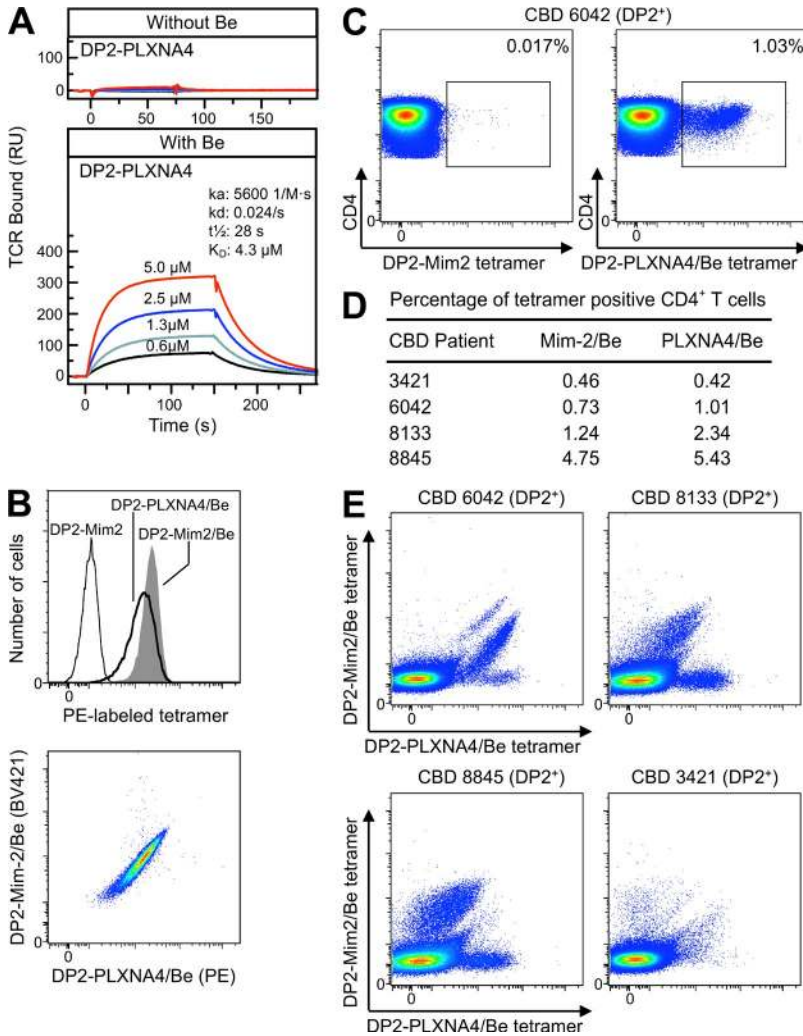 A
Without Be
DP2-PLXNA4
100
0
0 50 100 150
With Be
DP2-PLXNA4
ka: 5600 1/M·s
kd: 0.024/s
t½: 28 s
K_D: 4.3 µM
TCR Bound (RU)
400
300
200
100
0
5.0 µM
2.5 µM
1.3µM
0.6µM
0 100 200
Time (s)
B
DP2-PLXNA4/Be
DP2-Mim2
DP2-Mim2/Be
Number of cells
0
0
PE-labeled tetramer
DP2-Mim-2/Be (BV421)
0
0
DP2-PLXNA4/Be (PE)
C
CBD 6042 (DP2⁺)
0.017%
1.03%
CD4
0
0
DP2-Mim2 tetramer
CD4
0
0
DP2-PLXNA4/Be tetramer
D
Percentage of tetramer positive CD4⁺ T cells
CBD Patient Mim-2/Be PLXNA4/Be
3421 0.46 0.42
6042 0.73 1.01
8133 1.24 2.34
8845 4.75 5.43
E
CBD 6042 (DP2⁺) CBD 8133 (DP2⁺)
DP2-Mim2/Be tetramer
0
0
0
0
DP2-PLXNA4/Be tetramer
CBD 8845 (DP2⁺) CBD 3421 (DP2⁺)
DP2-Mim2/Be tetramer
0
0
0
0
DP2-PLXNA4/Be tetramer